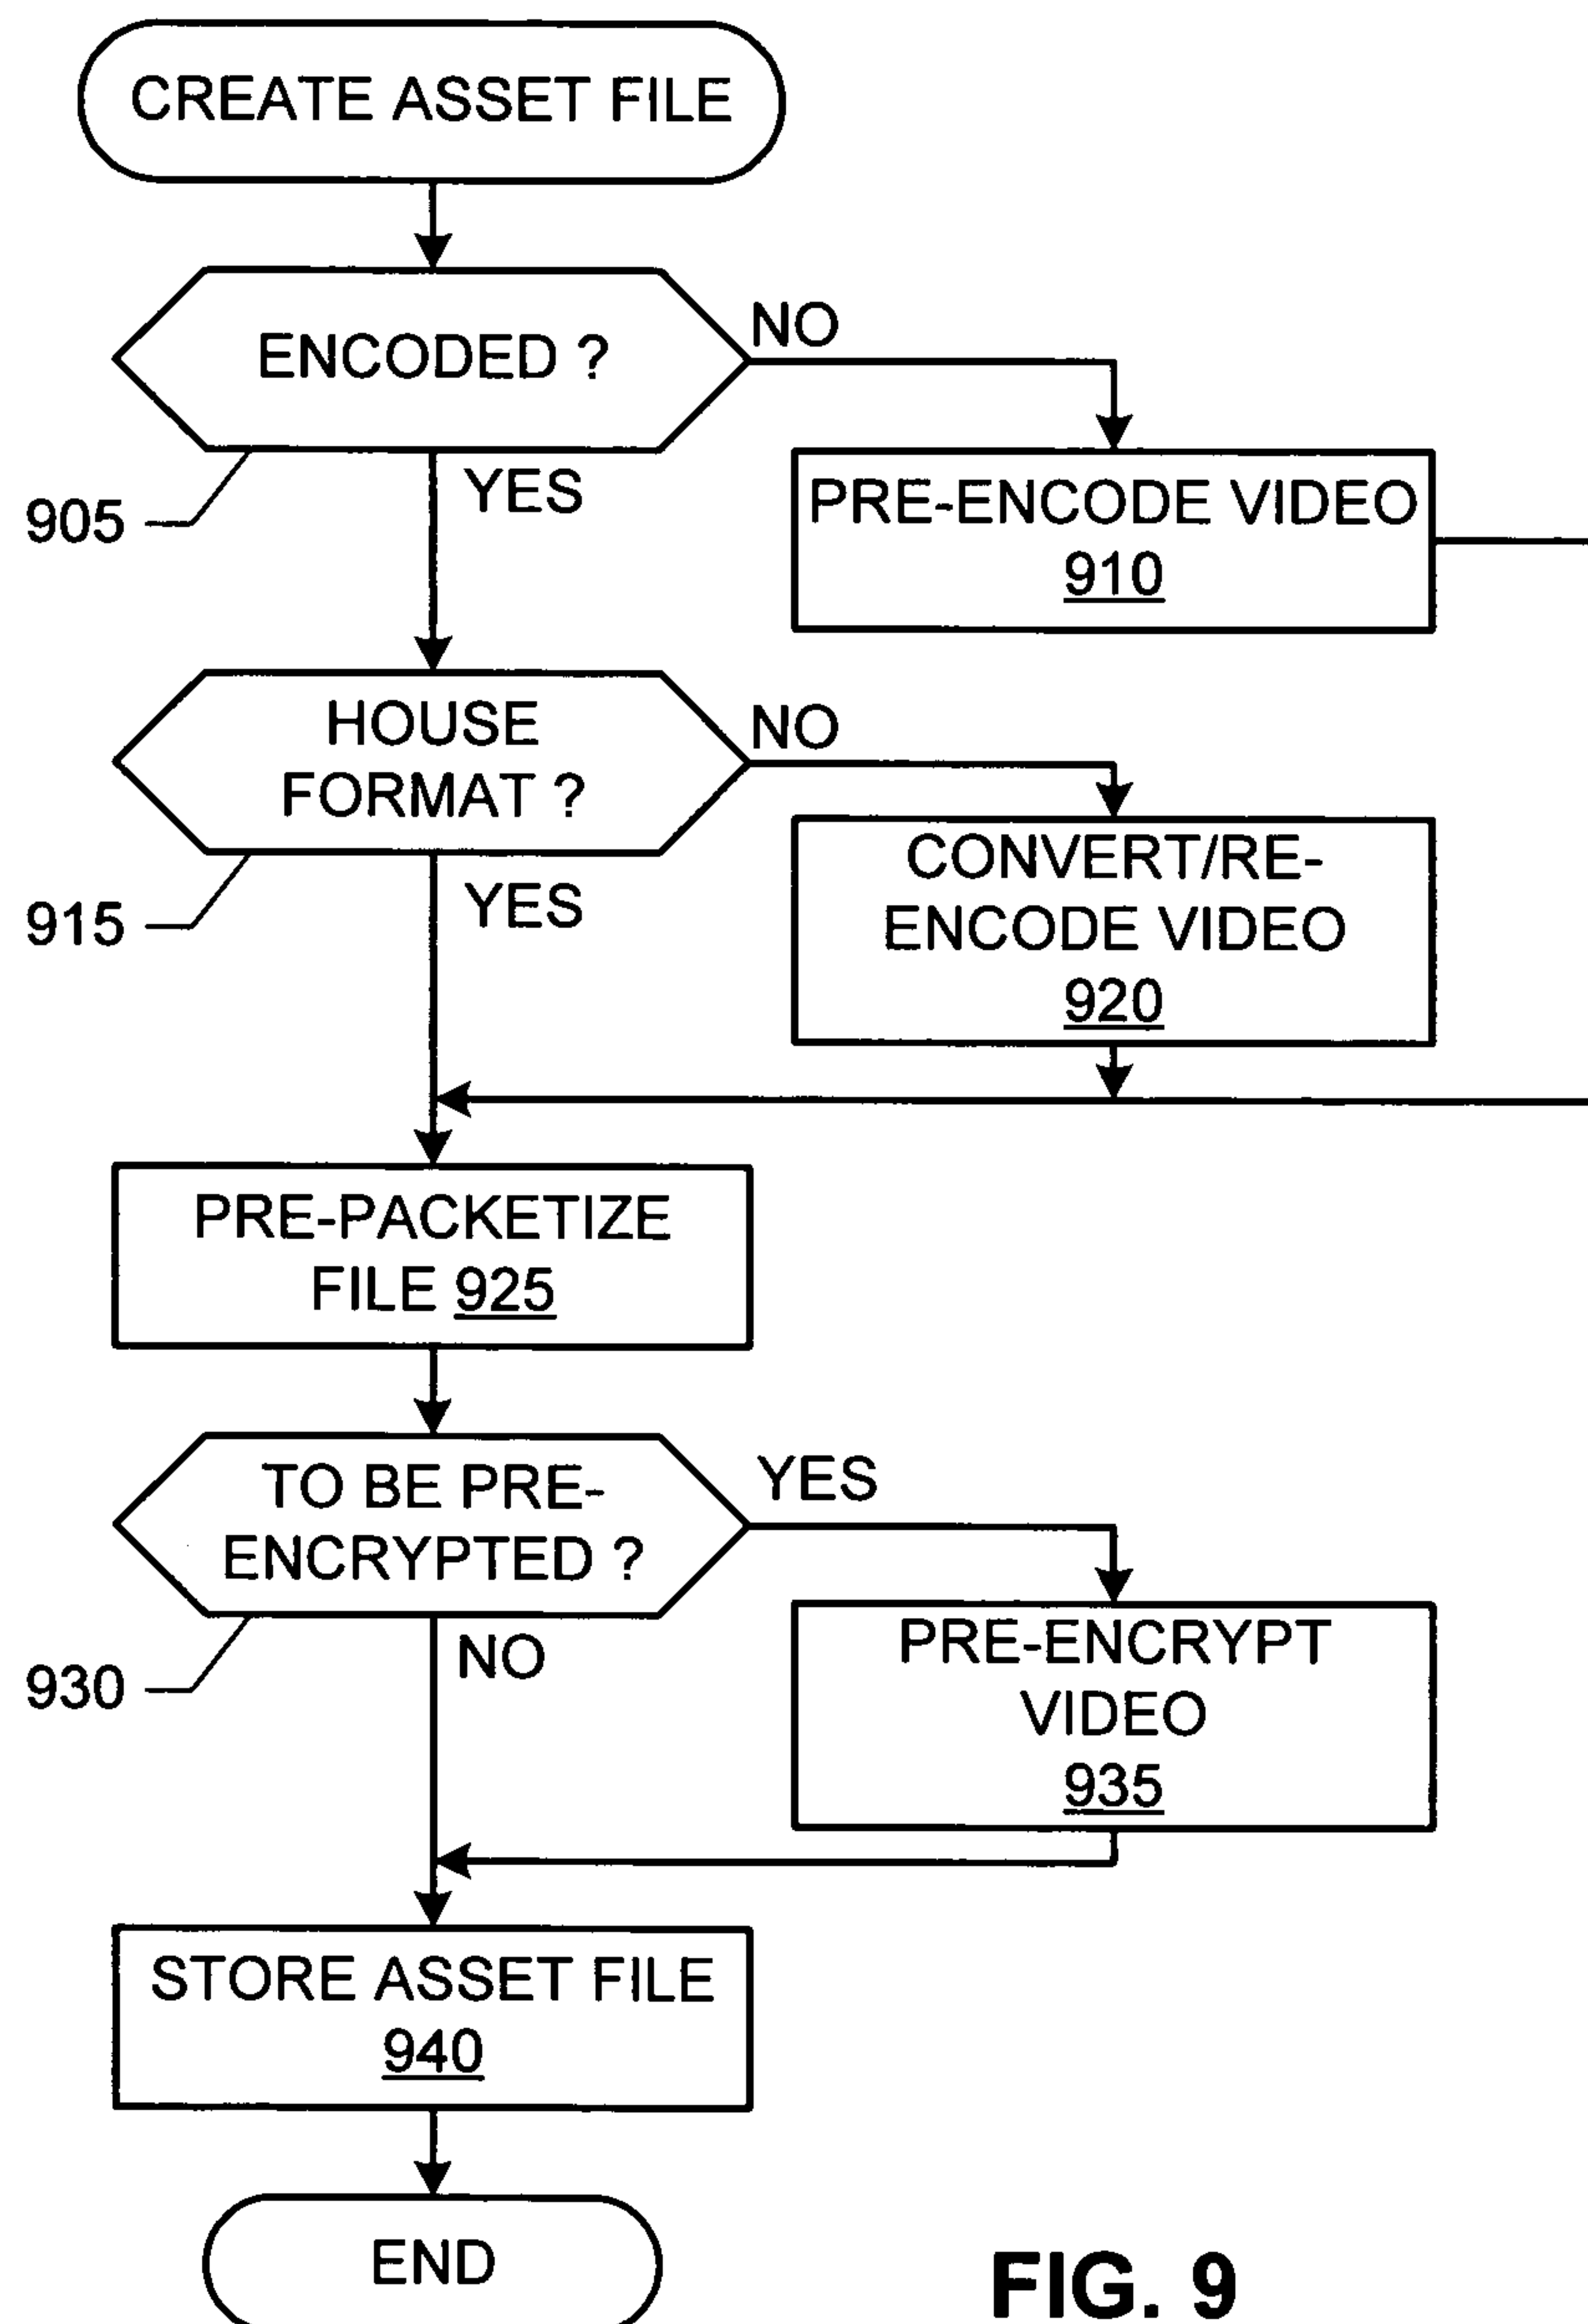 CREATE ASSET FILE
ENCODED ?
NO
YES
905
PRE-ENCODE VIDEO
910
HOUSE
FORMAT ?
NO
YES
915
CONVERT/RE-
ENCODE VIDEO
920
PRE-PACKETIZE
FILE 925
TO BE PRE-
ENCRYPTED ?
YES
NO
930
PRE-ENCRYPT
VIDEO
935
STORE ASSET FILE
940
END
FIG. 9